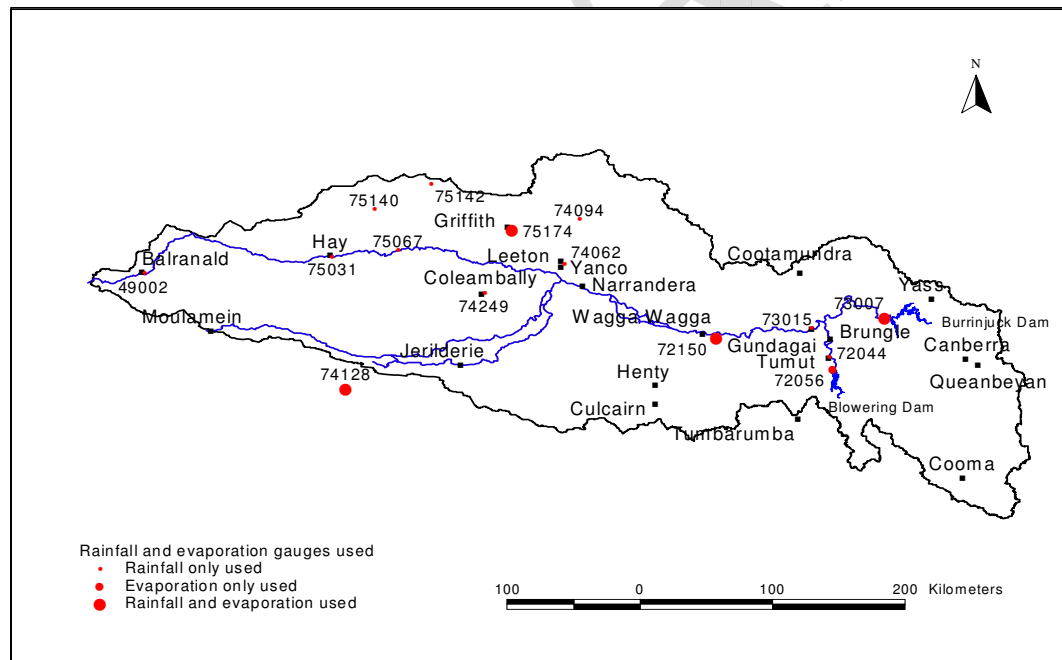 N
75140
75142
74094
Griffith
75174
Hay
75067
74062
Leeton
Yanco
Cootamundra
Balranald
75031
Coleambally
Narrandera
Yass
49002
74249
73007
Moulamein
Wagga Wagga
73015
Burrinjuck Dam
Brungle
72150
Gundagai
Canberra
Jerilderie
72044
74128
Henty
Tumut
Queanbeyan
72056
Culcairn
Blowering Dam
Tumbarumba
Cooma
Rainfall and evaporation gauges used
Rainfall only used
Evaporation only used
Rainfall and evaporation used
100 0 100 200 Kilometers